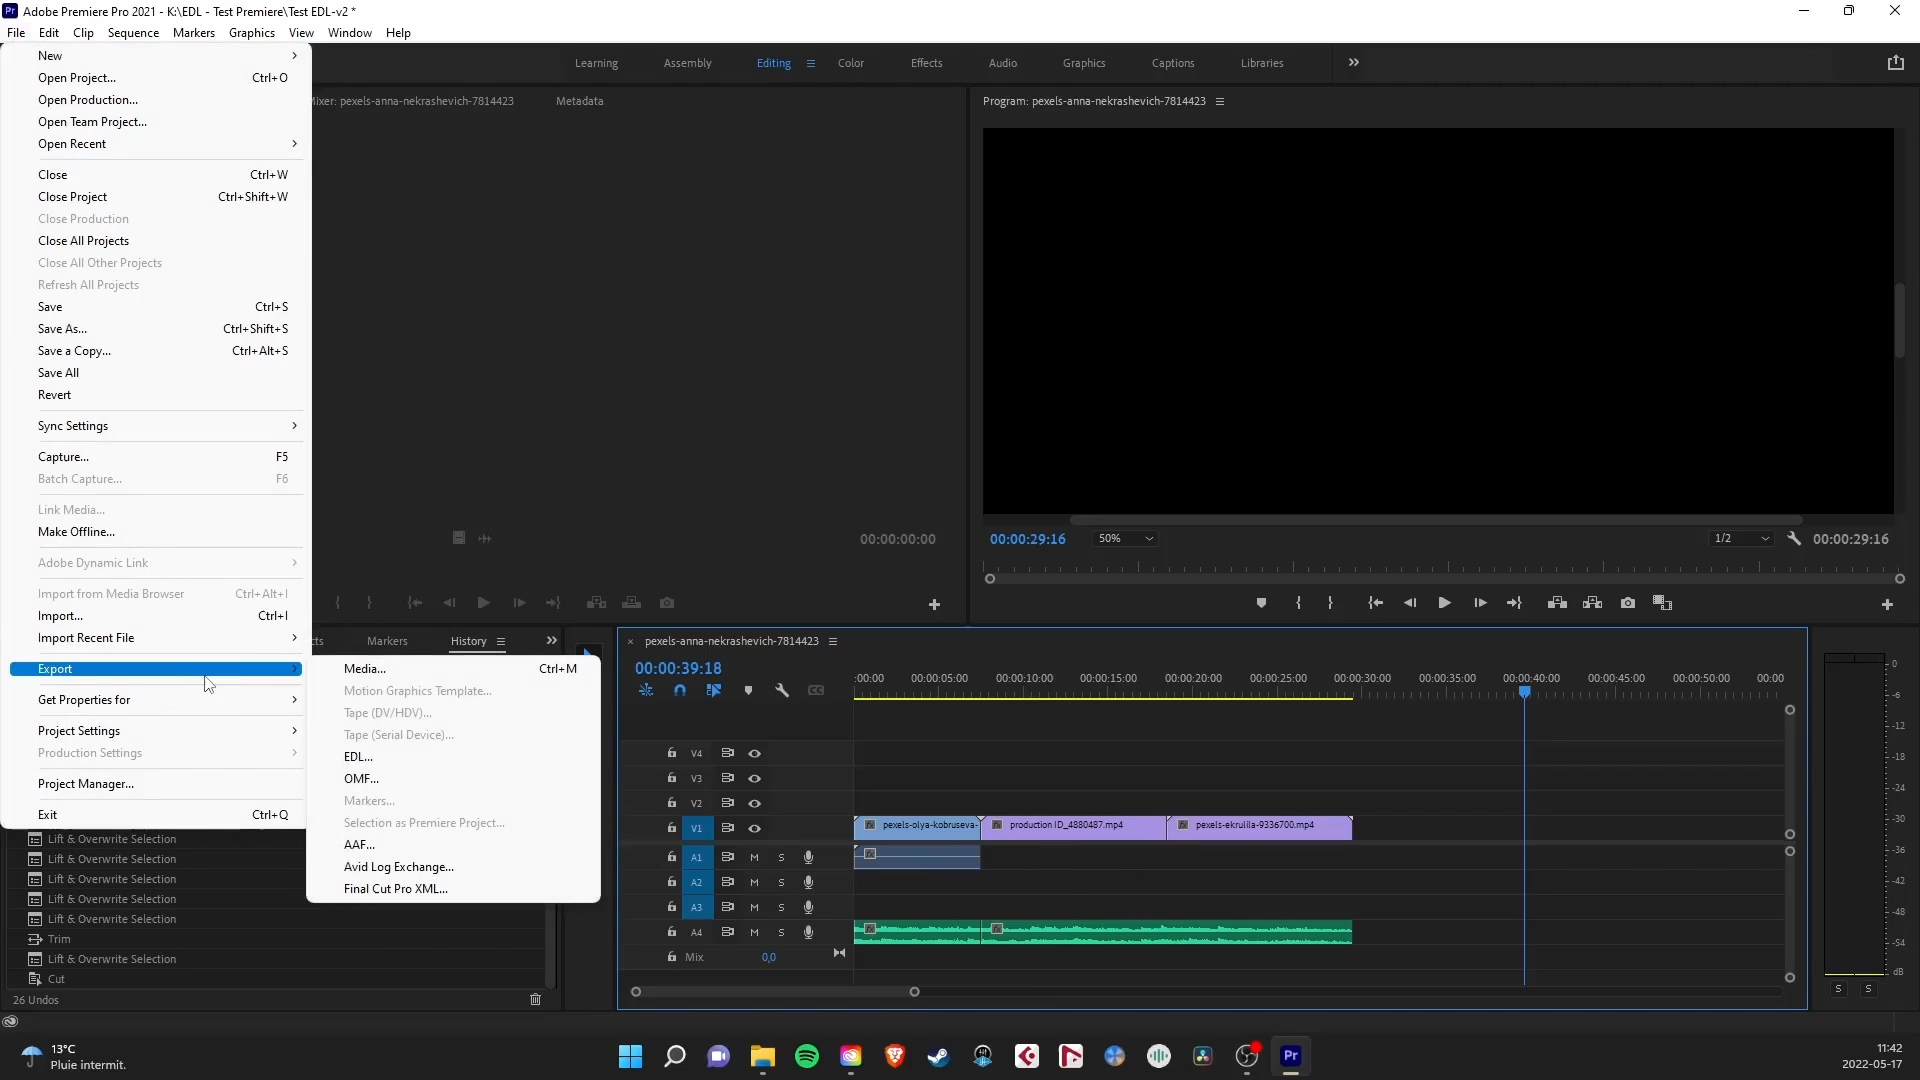 Pr Adobe Premiere Pro 2021 - K:\EDL - Test Premiere\Test EDL-v2 *
File Edit Clip Sequence Markers Graphics View Window Help
Learning Assembly Editing Color Effects Audio Graphics Captions Libraries
New
Open Project... Ctrl+O
Open Production...
Open Team Project...
Open Recent
Close Ctrl+W
Close Project Ctrl+Shift+W
Close Production
Close All Projects
Close All Other Projects
Refresh All Projects
Save Ctrl+S
Save As... Ctrl+Shift+S
Save a Copy... Ctrl+Alt+S
Save All
Revert
Sync Settings
Capture... F5
Batch Capture... F6
Link Media...
Make Offline...
Adobe Dynamic Link
Import from Media Browser Ctrl+Alt+I
Import... Ctrl+I
Import Recent File
Export
Get Properties for
Project Settings
Production Settings
Project Manager...
Exit Ctrl+Q
Media... Ctrl+M
Motion Graphics Template...
Tape (DV/HDV)...
Tape (Serial Device)...
EDL...
OMF...
Markers...
Selection as Premiere Project...
AAF...
Avid Log Exchange...
Final Cut Pro XML...
Mixer: pexels-anna-nekrashevich-7814423 Metadata
00:00:00:00
Program: pexels-anna-nekrashevich-7814423
00:00:29:16 50% 1/2 00:00:29:16
cts Markers History
Lift & Overwrite Selection
Lift & Overwrite Selection
Lift & Overwrite Selection
Lift & Overwrite Selection
Lift & Overwrite Selection
Trim
Lift & Overwrite Selection
Cut
26 Undos
× pexels-anna-nekrashevich-7814423
00:00:39:18
:00:00 00:00:05:00 00:00:10:00 00:00:15:00 00:00:20:00 00:00:25:00 00:00:30:00 00:00:35:00 00:00:40:00 00:00:45:00 00:00:50:00 00:00
V4
V3
V2
V1 pexels-olya-kobruseva- production ID_4880487.mp4 pexels-ekrulila-9336700.mp4
A1 M S
A2 M S
A3 M S
A4 M S
Mix 0,0
0
-6
-12
-18
-24
-30
-36
-42
-48
-54
dB
S S
13°C
Pluie intermit.
Pr
11:42
2022-05-17